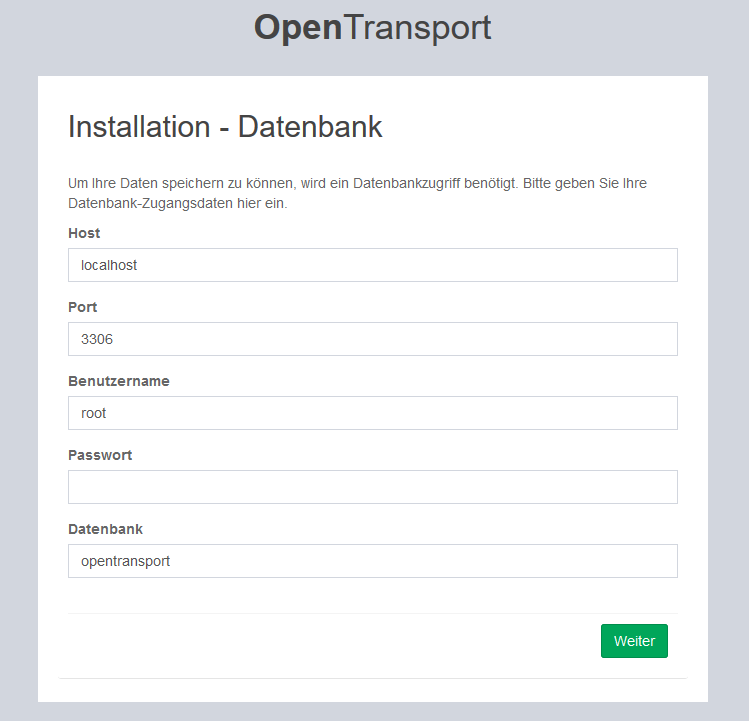 OpenTransport
Installation - Datenbank
Um Ihre Daten speichern zu können, wird ein Datenbankzugriff benötigt. Bitte geben Sie Ihre
Datenbank-Zugangsdaten hier ein.
Host
localhost
Port
3306
Benutzername
root
Passwort
Datenbank
opentransport
Weiter